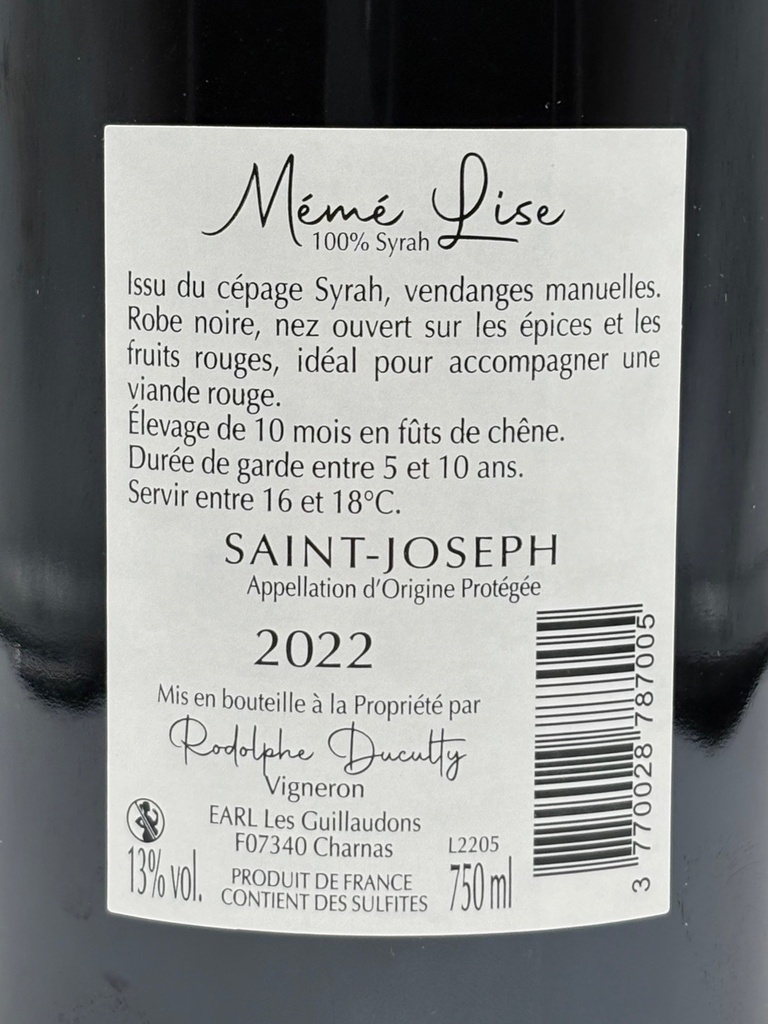 Mémé Lise
100% Syrah
Issu du cépage Syrah, vendanges manuelles.
Robe noire, nez ouvert sur les épices et les
fruits rouges, idéal pour accompagner une
viande rouge.
Élevage de 10 mois en fûts de chêne.
Durée de garde entre 5 et 10 ans.
Servir entre 16 et 18°C.
SAINT-JOSEPH
Appellation d'Origine Protégée
2022
Mis en bouteille à la Propriété par
Rodolphe Ducultty
Vigneron
EARL Les Guillaudons
F07340 Charnas
L2205
13% vol.
PRODUIT DE FRANCE
CONTIENT DES SULFITES
750 ml
3 770028 787005